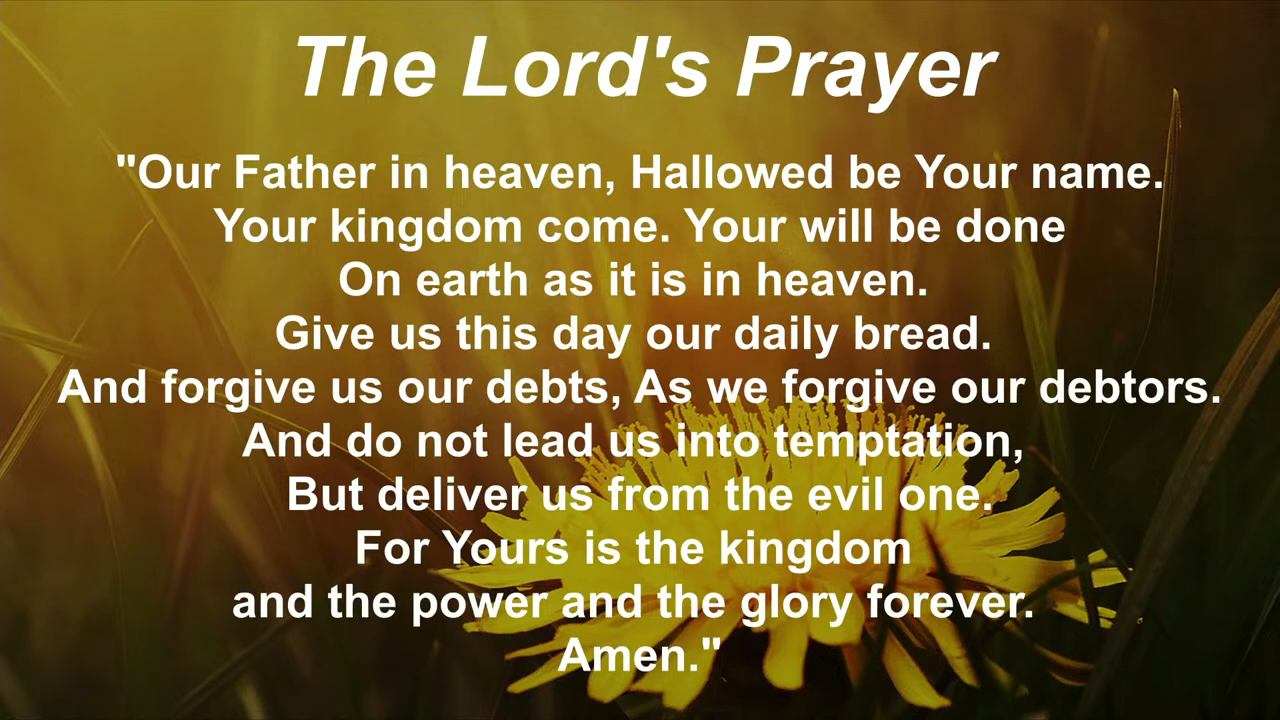 The Lord's Prayer
"Our Father in heaven, Hallowed be Your name.
Your kingdom come. Your will be done
On earth as it is in heaven.
Give us this day our daily bread.
And forgive us our debts, As we forgive our debtors.
And do not lead us into temptation,
But deliver us from the evil one.
For Yours is the kingdom
and the power and the glory forever.
Amen."